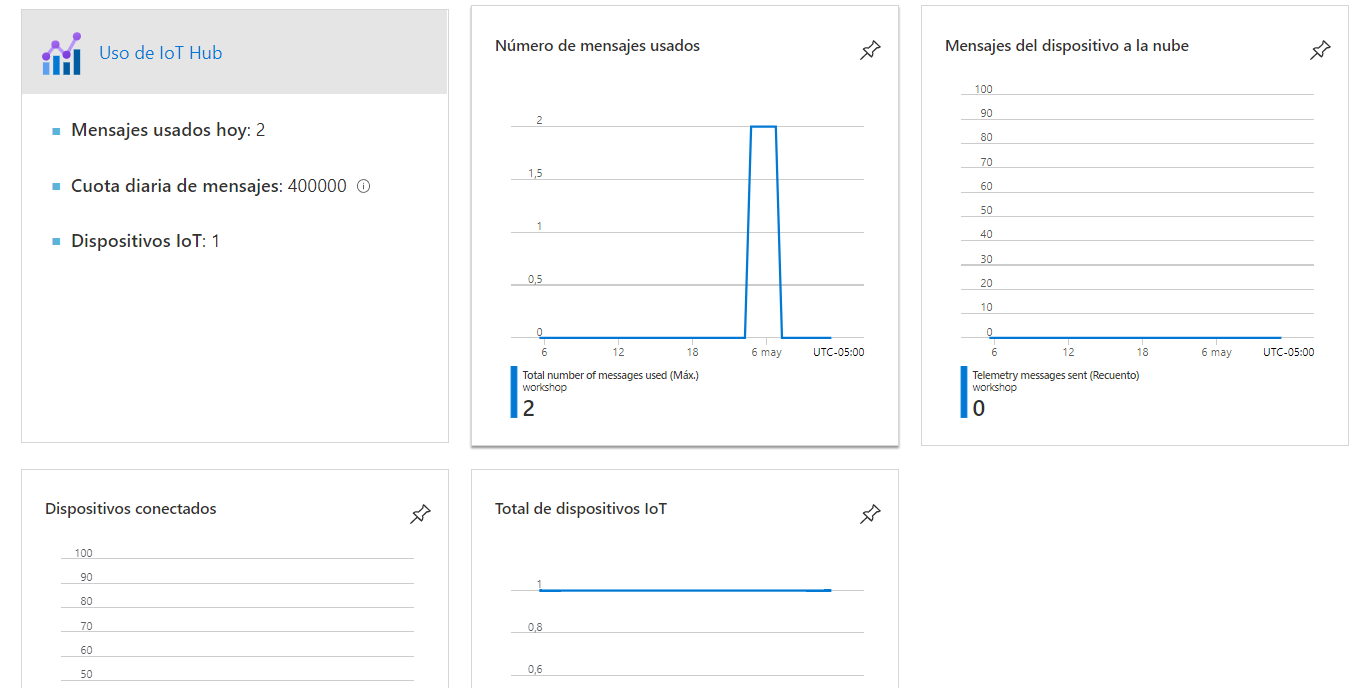 Uso de IoT Hub
Mensajes usados hoy: 2
Cuota diaria de mensajes: 400000
Dispositivos IoT: 1
Número de mensajes usados
2
1,5
1
0,5
0
6 12 18 6 may UTC-05:00
Total number of messages used (Máx.)
workshop
2
Mensajes del dispositivo a la nube
100
90
80
70
60
50
40
30
20
10
0
6 12 18 6 may UTC-05:00
Telemetry messages sent (Recuento)
workshop
0
Dispositivos conectados
100
90
80
70
60
50
Total de dispositivos IoT
1
0,8
0,6